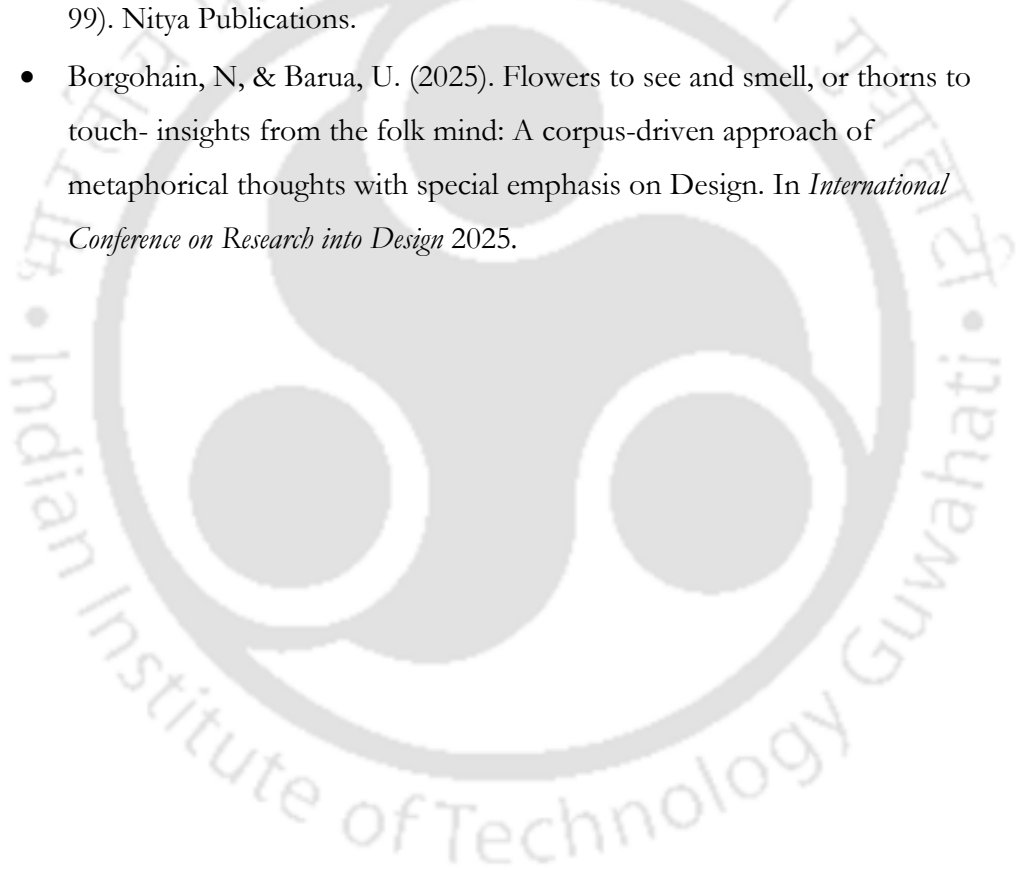 99). Nitya Publications.
• Borgohain, N, & Barua, U. (2025). Flowers to see and smell, or thorns to
touch- insights from the folk mind: A corpus-driven approach of
metaphorical thoughts with special emphasis on Design. In International
Conference on Research into Design 2025.
• Indian Institute of Technology Guwahati •